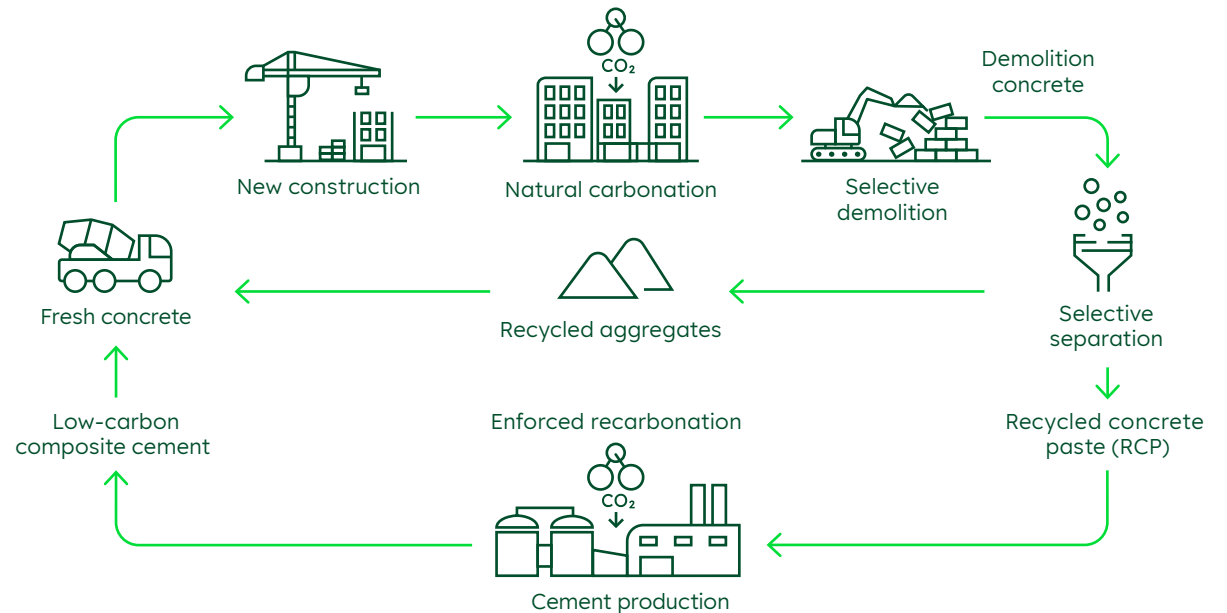 CO₂
Demolition
concrete
New construction
Natural carbonation
Selective
demolition
Fresh concrete
Recycled aggregates
Selective
separation
Low-carbon
composite cement
Enforced recarbonation
Recycled concrete
paste (RCP)
CO₂
Cement production